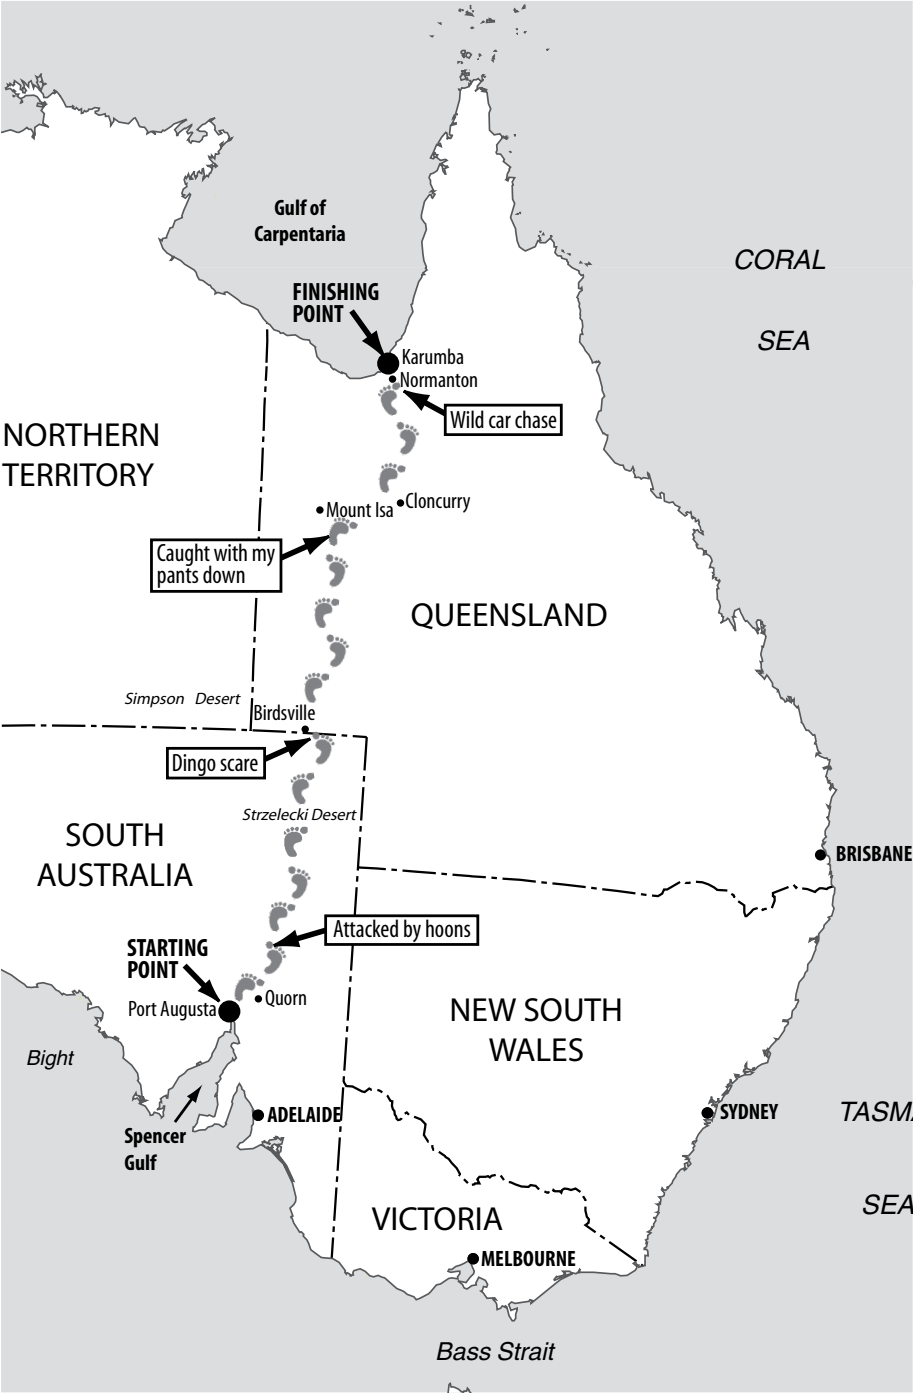 Gulf of
Carpentaria
CORAL
SEA
FINISHING
POINT
Karumba
Normanton
Wild car chase
NORTHERN
TERRITORY
Cloncurry
Mount Isa
Caught with my
pants down
QUEENSLAND
Simpson Desert
Birdsville
Dingo scare
Strzelecki Desert
SOUTH
AUSTRALIA
BRISBANE
Attacked by hoons
STARTING
POINT
Port Augusta
Quorn
NEW SOUTH
WALES
Bight
ADELAIDE
SYDNEY
TASMA
Spencer
Gulf
SEA
VICTORIA
MELBOURNE
Bass Strait